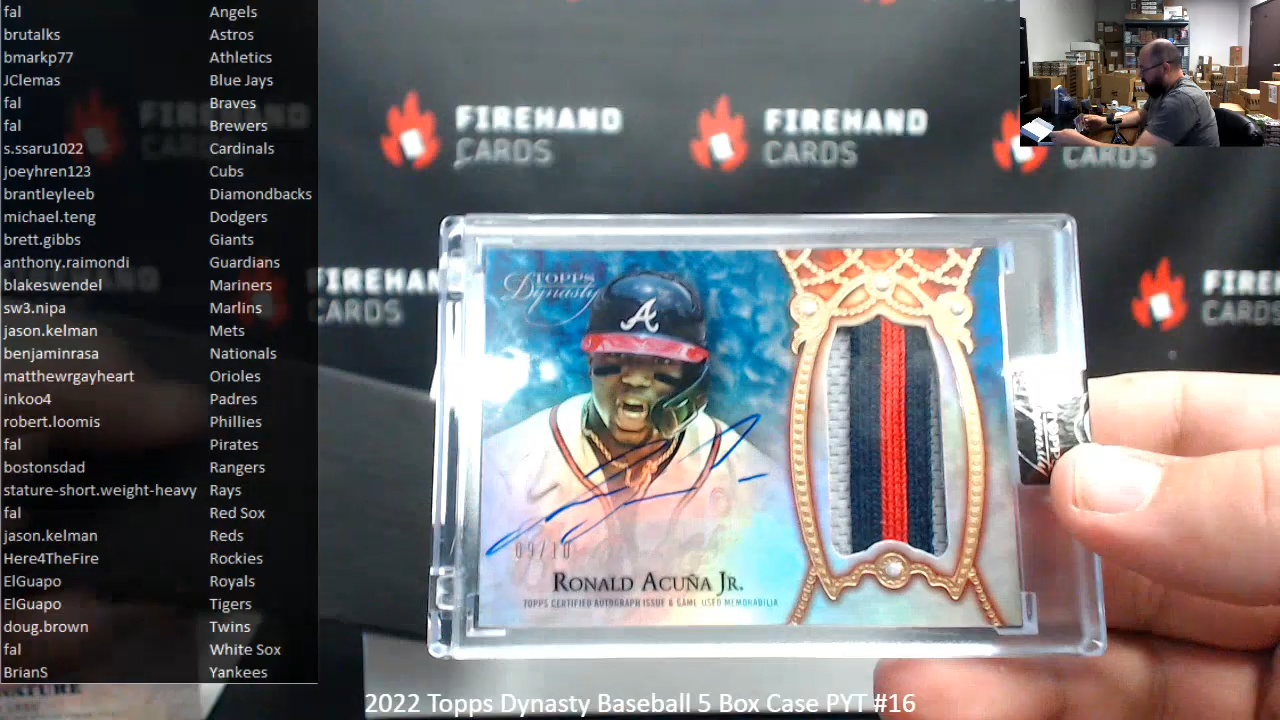 fal Angels
brutalks Astros
bmarkp77 Athletics
JClemas Blue Jays
fal Braves
fal Brewers
s.ssaru1022 Cardinals
joeyhren123 Cubs
brantleyleeb Diamondbacks
michael.teng Dodgers
brett.gibbs Giants
anthony.raimondi Guardians
blakeswendel Mariners
sw3.nipa Marlins
jason.kelman Mets
benjaminrasa Nationals
matthewrgayheart Orioles
inkoo4 Padres
robert.loomis Phillies
fal Pirates
bostonsdad Rangers
stature-short.weight-heavy Rays
fal Red Sox
jason.kelman Reds
Here4TheFire Rockies
ElGuapo Royals
ElGuapo Tigers
doug.brown Twins
fal White Sox
BrianS Yankees
FIREHAND
CARDS
FIREHAND
CARDS
CARDS
FIREHAN
CARDS
FIRE
CARDS
TOPPS
Dynasty
A
09/10
RONALD ACUÑA JR.
TOPPS CERTIFIED AUTOGRAPH ISSUE & GAME-USED MEMORABILIA
2022 Topps Dynasty Baseball 5 Box Case PYT #16